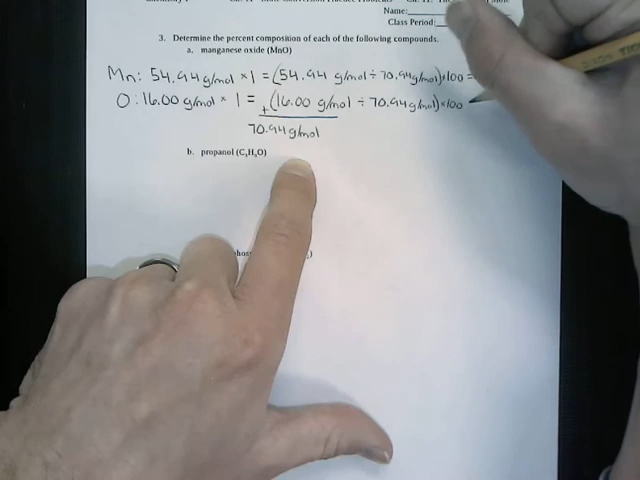 Name:
Class Period:
3. Determine the percent composition of each of the following compounds.
a. manganese oxide (MnO)
Mn: 54.94 g/mol × 1 = (54.94 g/mol ÷ 70.94g/mol) × 100 =
O: 16.00 g/mol × 1 = + (16.00 g/mol ÷ 70.94g/mol) × 100
70.94 g/mol
b. propanol (C₃H₈O)